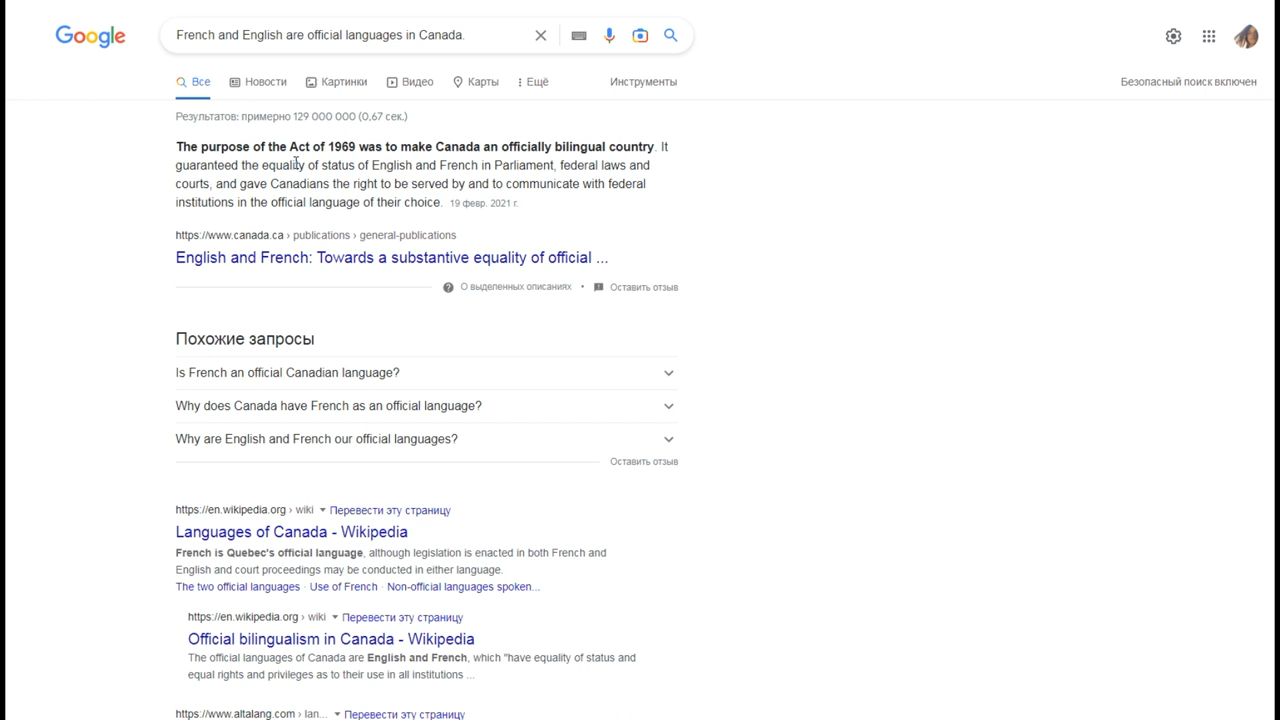 Google
French and English are official languages in Canada.
Все Новости Картинки Видео Карты Ещё Инструменты
Безопасный поиск включен
Результатов: примерно 129 000 000 (0,67 сек.)
The purpose of the Act of 1969 was to make Canada an officially bilingual country. It
guaranteed the equality of status of English and French in Parliament, federal laws and
courts, and gave Canadians the right to be served by and to communicate with federal
institutions in the official language of their choice. 19 февр. 2021 г.
https://www.canada.ca › publications › general-publications
English and French: Towards a substantive equality of official ...
О выделенных описаниях • Оставить отзыв
Похожие запросы
Is French an official Canadian language?
Why does Canada have French as an official language?
Why are English and French our official languages?
Оставить отзыв
https://en.wikipedia.org › wiki Перевести эту страницу
Languages of Canada - Wikipedia
French is Quebec's official language, although legislation is enacted in both French and
English and court proceedings may be conducted in either language.
The two official languages · Use of French · Non-official languages spoken...
https://en.wikipedia.org › wiki Перевести эту страницу
Official bilingualism in Canada - Wikipedia
The official languages of Canada are English and French, which "have equality of status and
equal rights and privileges as to their use in all institutions ...
https://www.altalang.com › lan... Перевести эту страницу